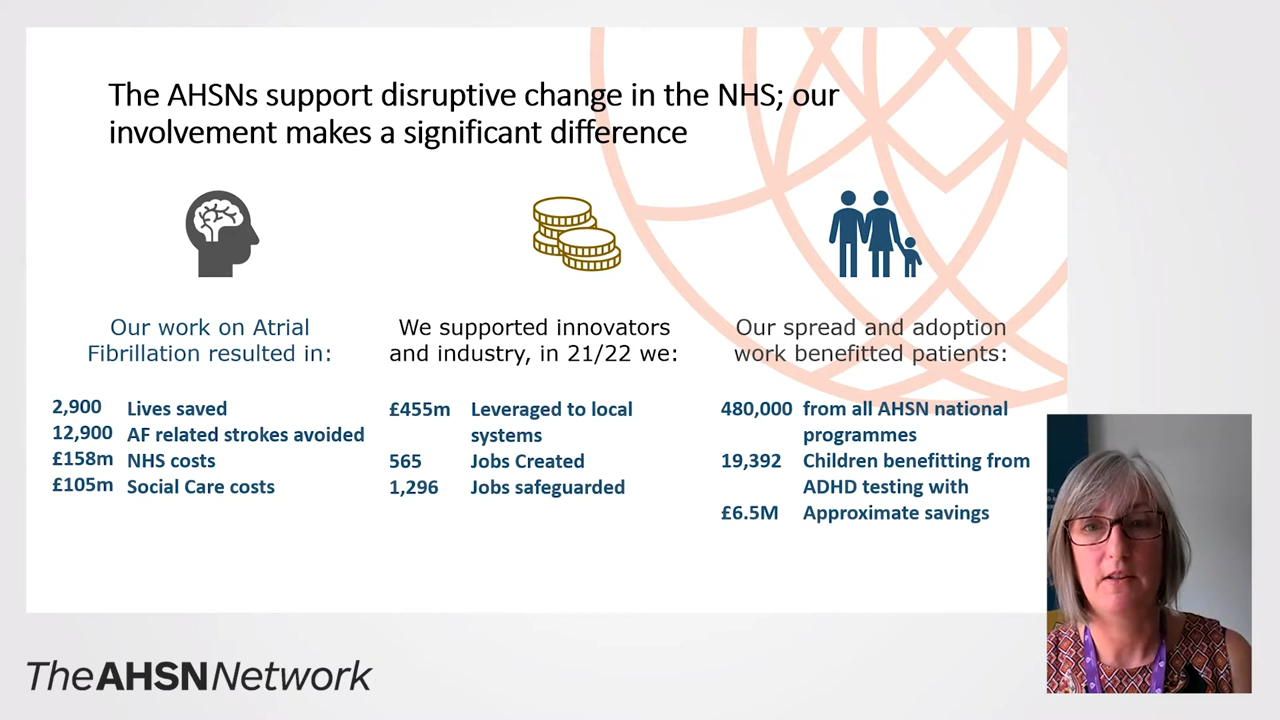 The AHSNs support disruptive change in the NHS; our
involvement makes a significant difference
Our work on Atrial
Fibrillation resulted in:
2,900 Lives saved
12,900 AF related strokes avoided
£158m NHS costs
£105m Social Care costs
We supported innovators
and industry, in 21/22 we:
£455m Leveraged to local
systems
565 Jobs Created
1,296 Jobs safeguarded
Our spread and adoption
work benefitted patients:
480,000 from all AHSN national
programmes
19,392 Children benefitting from
ADHD testing with
£6.5M Approximate savings
The AHSN Network